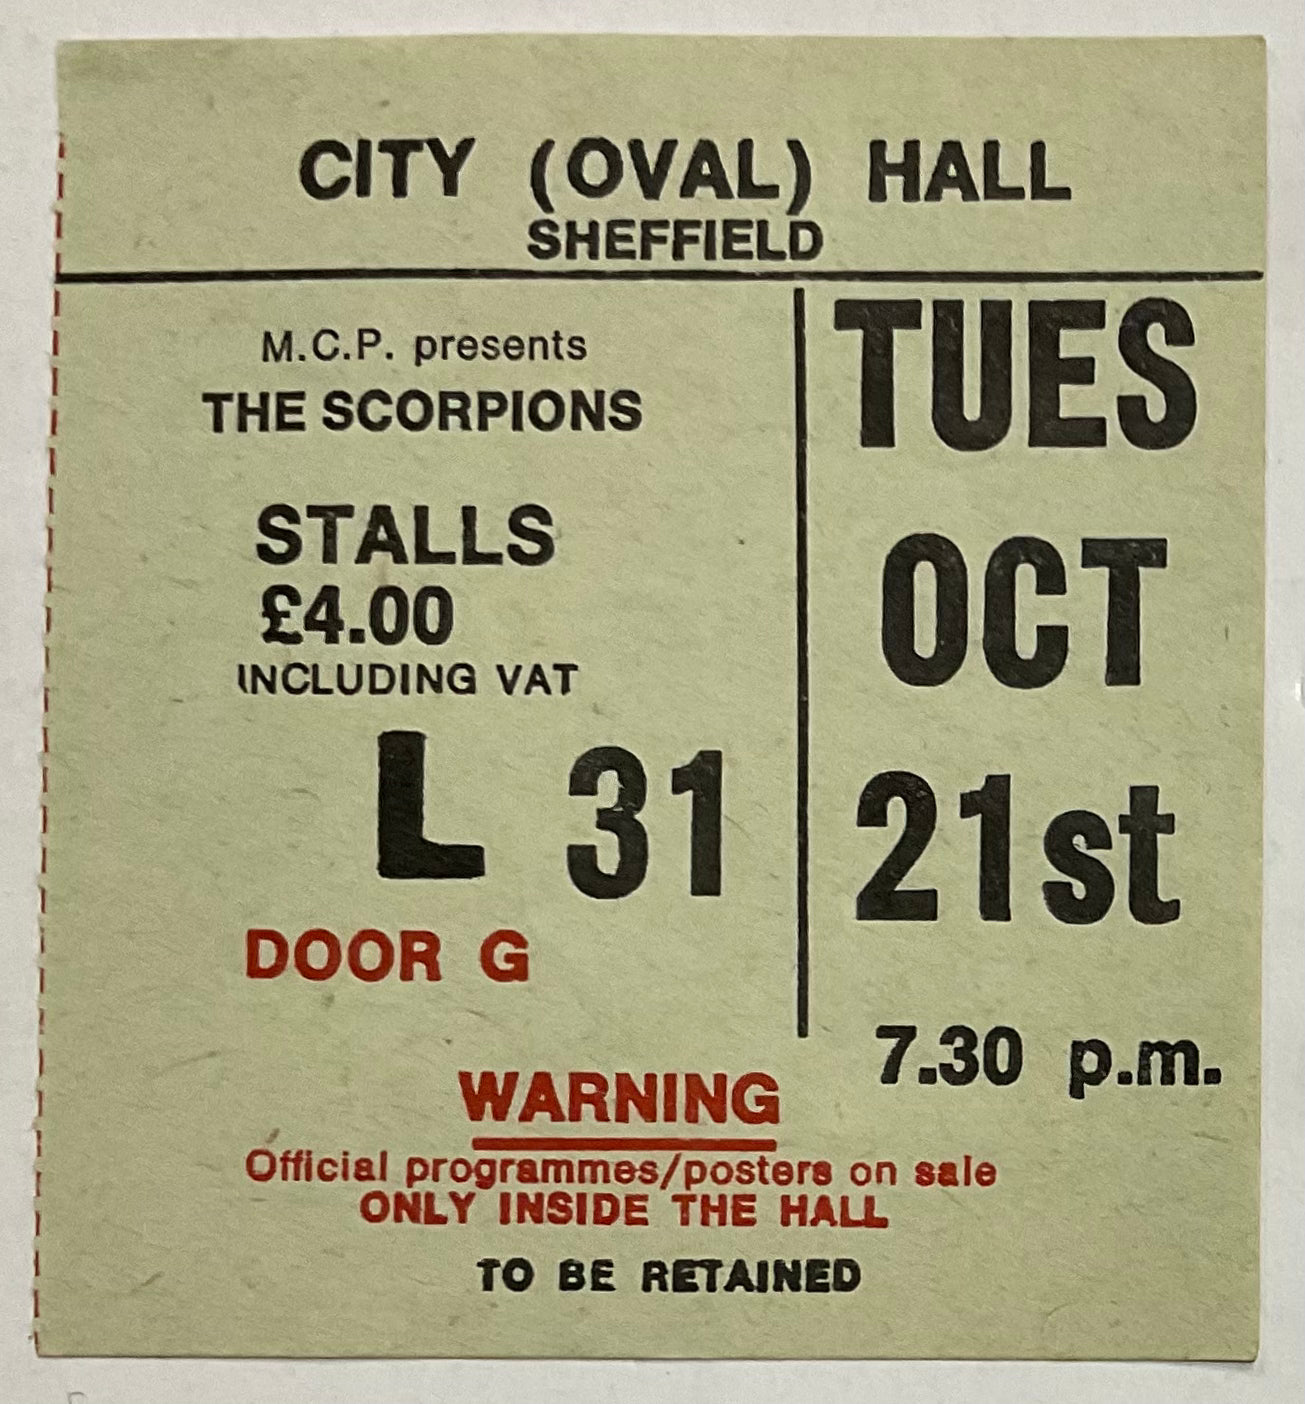 CITY (OVAL) HALL
SHEFFIELD
M.C.P. presents
THE SCORPIONS
STALLS
£4.00
INCLUDING VAT
L 31
DOOR G
TUES
OCT
21st
7.30 p.m.
WARNING
Official programmes/posters on sale
ONLY INSIDE THE HALL
TO BE RETAINED